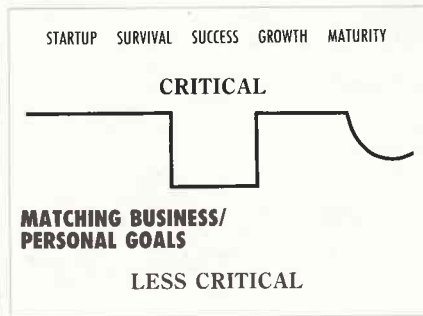 STARTUP SURVIVAL SUCCESS GROWTH MATURITY
CRITICAL
MATCHING BUSINESS/
PERSONAL GOALS
LESS CRITICAL